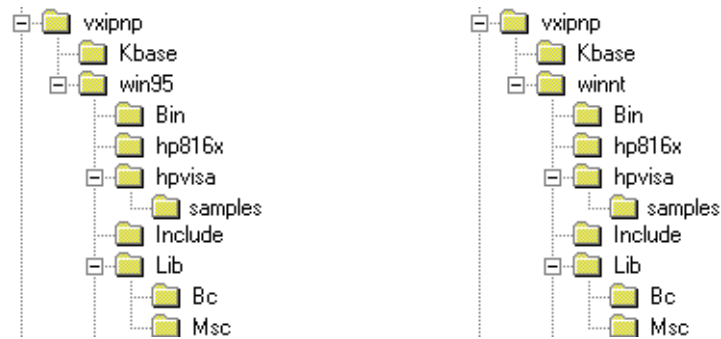 vxipnp
Kbase
win95
Bin
hp816x
hpvisa
samples
Include
Lib
Bc
Msc
vxipnp
Kbase
winnt
Bin
hp816x
hpvisa
samples
Include
Lib
Bc
Msc